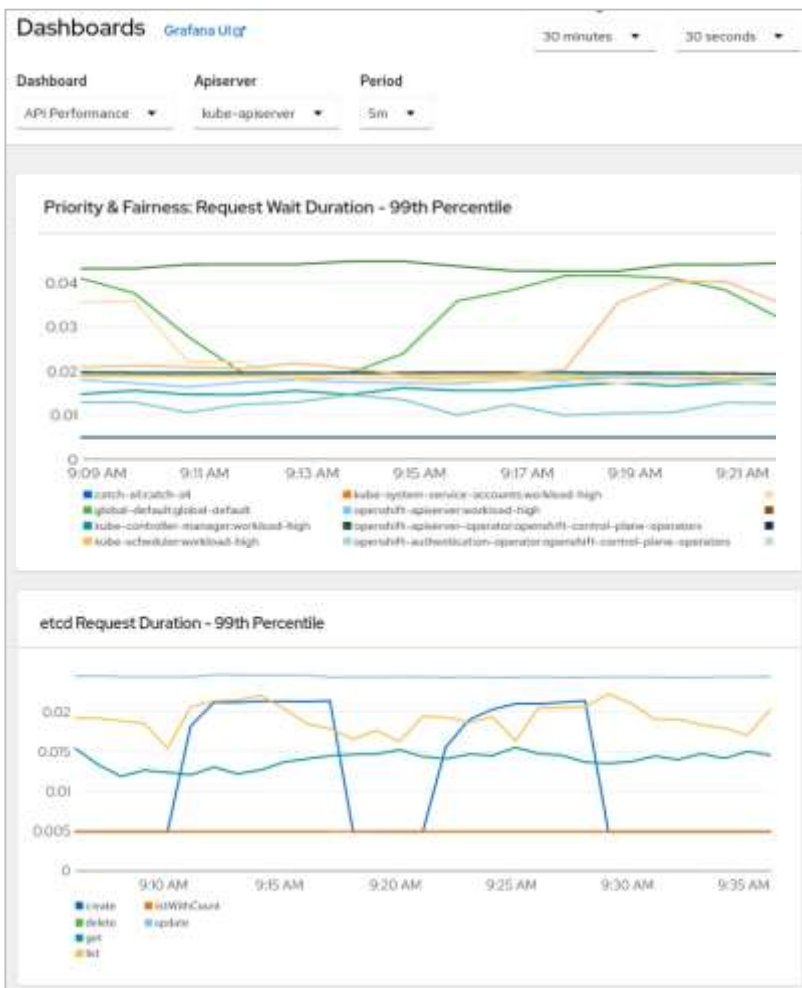 Dashboards Grafana UI
30 minutes 30 seconds
Dashboard Apiserver Period
API Performance kube-apiserver 5m
Priority & Fairness: Request Wait Duration - 99th Percentile
0.04
0.03
0.02
0.01
0
9:09 AM 9:11 AM 9:13 AM 9:15 AM 9:17 AM 9:19 AM 9:21 AM
catch-all:catch-all kube-system-service-accounts:workload-high
global-default:global-default openshift-apiserver:workload-high
kube-controller-manager:workload-high openshift-apiserver-operator:openshift-control-plane-operators
kube-scheduler:workload-high openshift-authentication-operator:openshift-control-plane-operators
etcd Request Duration - 99th Percentile
0.02
0.015
0.01
0.005
0
9:10 AM 9:15 AM 9:20 AM 9:25 AM 9:30 AM 9:35 AM
create listWithCount
delete update
get
list